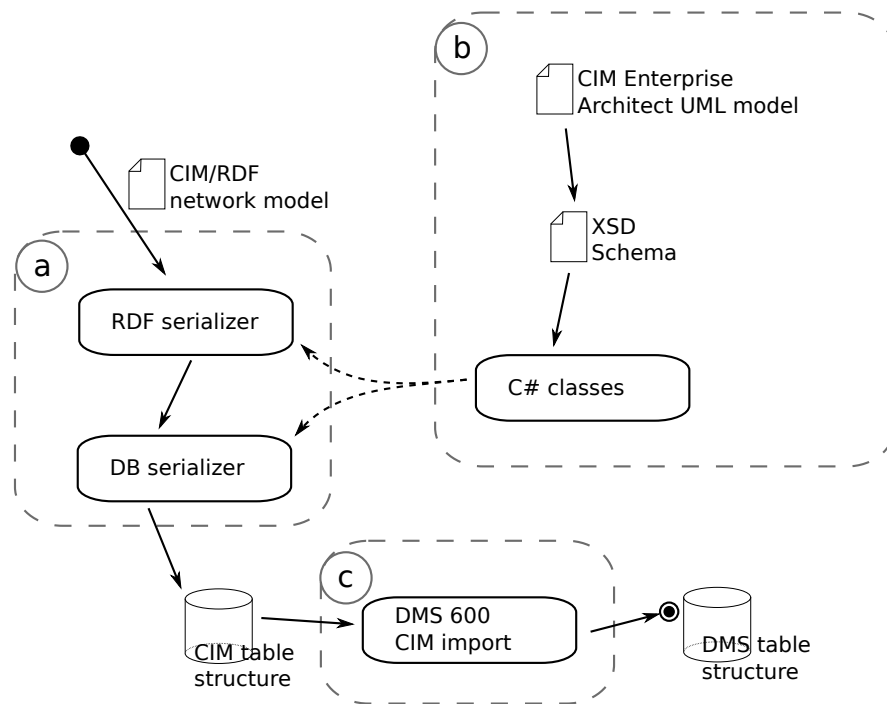 b
CIM Enterprise
Architect UML model
CIM/RDF
network model
XSD
Schema
a
RDF serializer
C# classes
DB serializer
c
DMS 600
CIM import
CIM table
structure
DMS table
structure